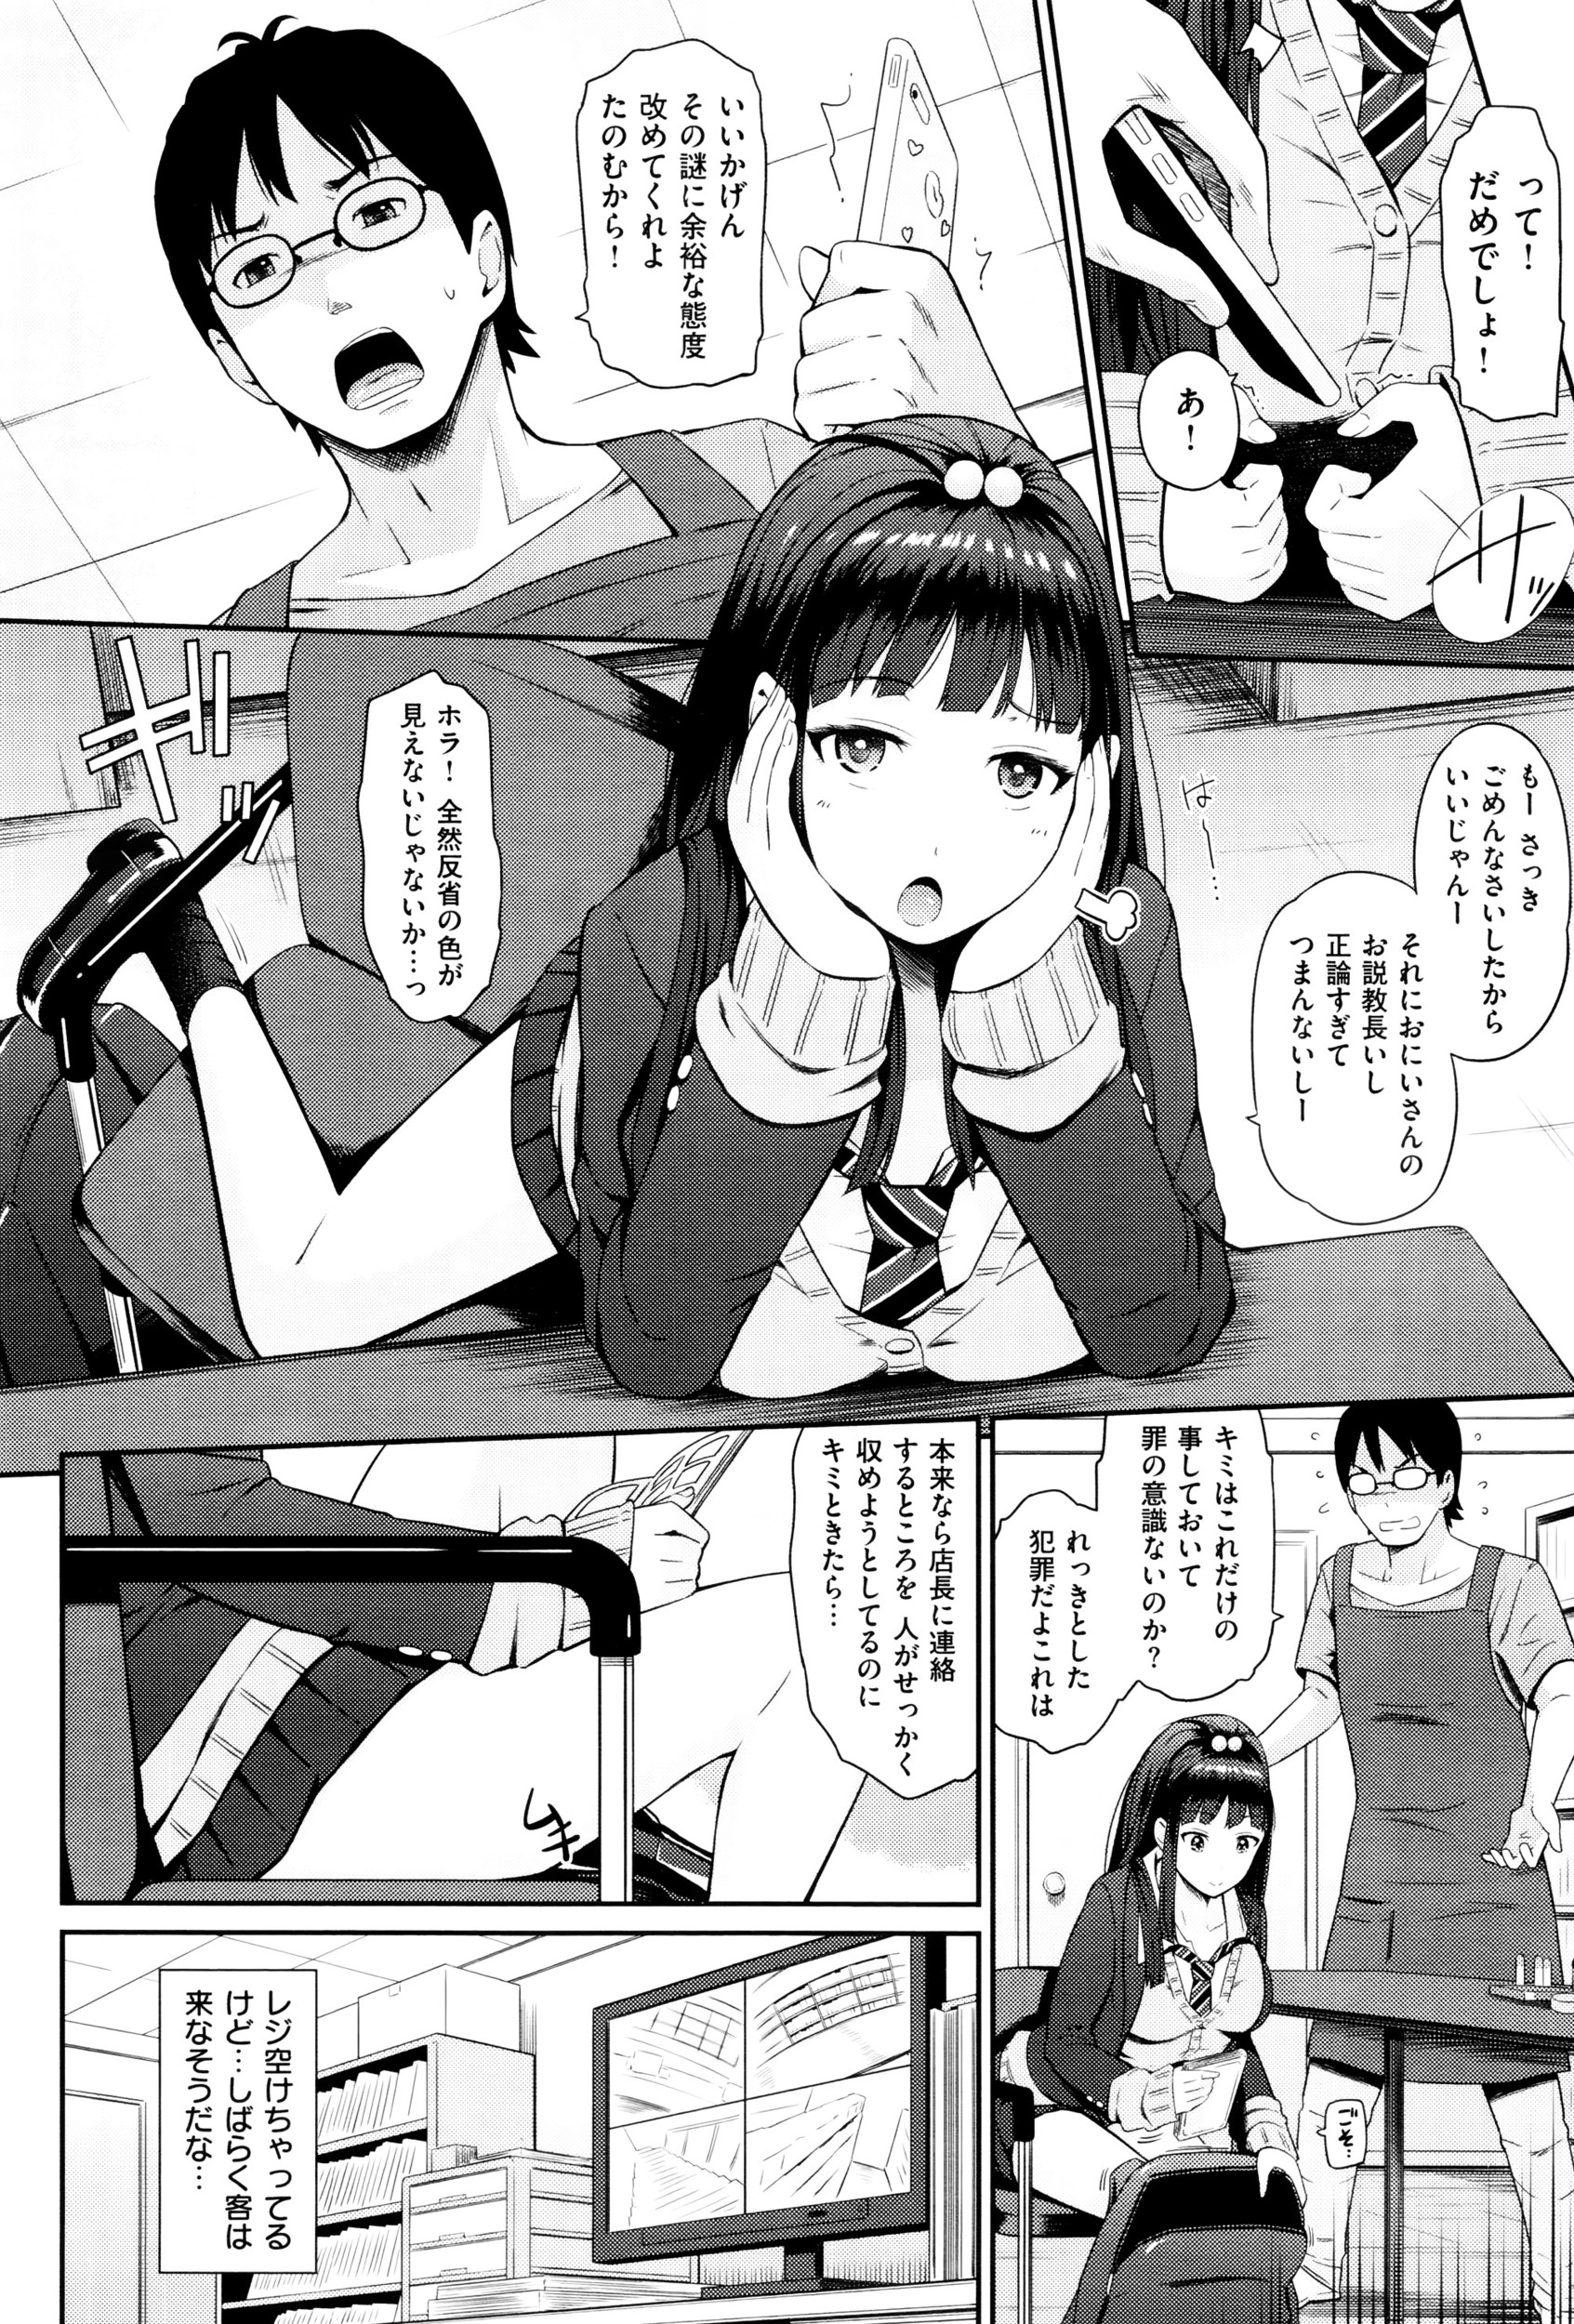 って！
だめでしょ！
あ！
サッ
いいかげん
その謎に余裕な態度
改めてくれよ
たのむから！
もー さっき
ごめんなさいしたから
いいじゃんー
それにおにいさんの
お説教長いし
正論すぎて
つまんないしー
はー…
ホラ！ 全然反省の色が
見えないじゃないか…っ
キミはこれだけの
事しておいて
罪の意識ないのか？
れっきとした
犯罪だよこれは
ごそ…
本来なら店長に連絡
するところを 人がせっかく
収めようとしてるのに
キミときたら…
レジ空けちゃってる
けど…しばらく客は
来なそうだな…